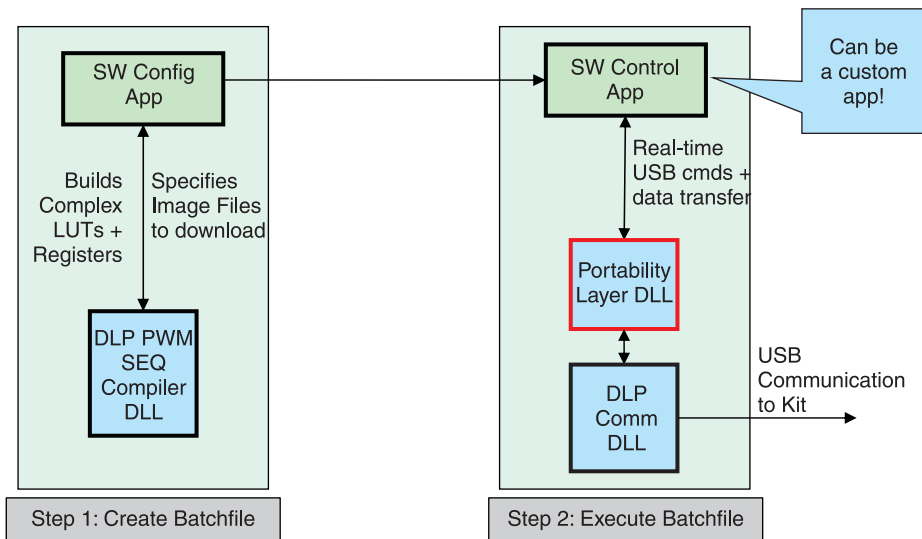 SW Config
App
SW Control
App
Can be
a custom
app!
Builds
Complex
LUTs +
Registers
Specifies
Image Files
to download
Real-time
USB cmds +
data transfer
Portability
Layer DLL
DLP PWM
SEQ
Compiler
DLL
DLP
Comm
DLL
USB
Communication
to Kit
Step 1: Create Batchfile
Step 2: Execute Batchfile